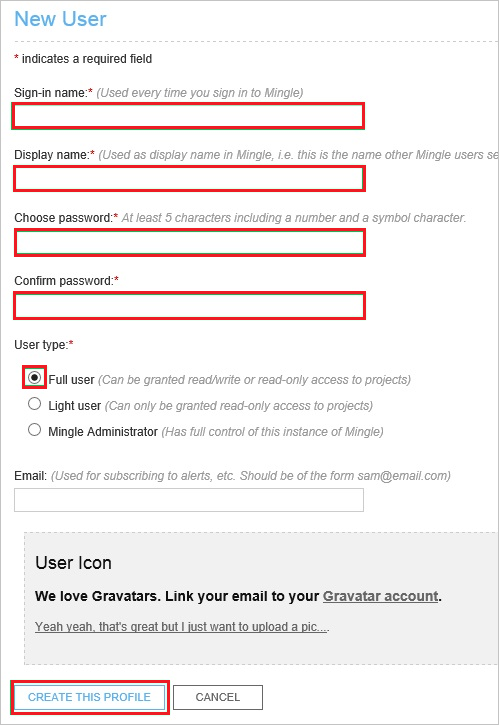 New User
* indicates a required field
Sign-in name:* (Used every time you sign in to Mingle)
Display name:* (Used as display name in Mingle, i.e. this is the name other Mingle users se
Choose password:* At least 5 characters including a number and a symbol character.
Confirm password:*
User type:*
Full user (Can be granted read/write or read-only access to projects)
Light user (Can only be granted read-only access to projects)
Mingle Administrator (Has full control of this instance of Mingle)
Email: (Used for subscribing to alerts, etc. Should be of the form sam@email.com)
User Icon
We love Gravatars. Link your email to your Gravatar account.
Yeah yeah, that's great but I just want to upload a pic....
CREATE THIS PROFILE CANCEL